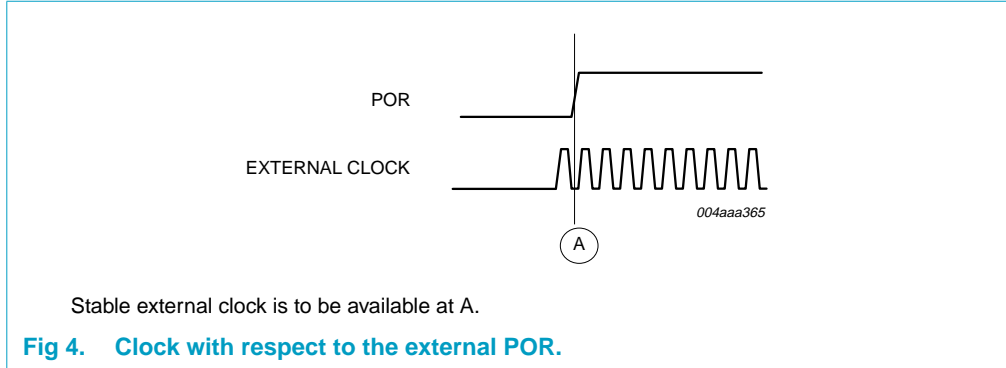 POR
EXTERNAL CLOCK
004aaa365
A
Stable external clock is to be available at A.
Fig 4. Clock with respect to the external POR.